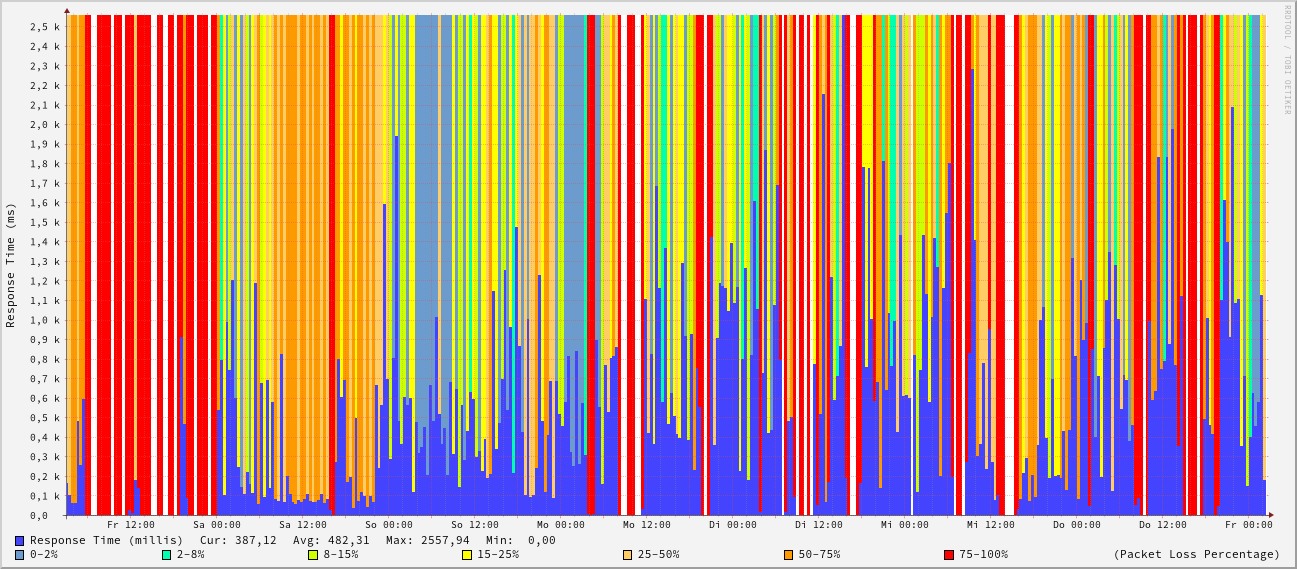 RRDTOOL / TOBI OETIKER
Response Time (ms)
2,5 k
2,4 k
2,3 k
2,2 k
2,1 k
2,0 k
1,9 k
1,8 k
1,7 k
1,6 k
1,5 k
1,4 k
1,3 k
1,2 k
1,1 k
1,0 k
0,9 k
0,8 k
0,7 k
0,6 k
0,5 k
0,4 k
0,3 k
0,2 k
0,1 k
0,0
Fr 12:00 Sa 00:00 Sa 12:00 So 00:00 So 12:00 Mo 00:00 Mo 12:00 Di 00:00 Di 12:00 Mi 00:00 Mi 12:00 Do 00:00 Do 12:00 Fr 00:00
Response Time (millis) Cur: 387,12 Avg: 482,31 Max: 2557,94 Min: 0,00
0-2% 2-8% 8-15% 15-25% 25-50% 50-75% 75-100% (Packet Loss Percentage)